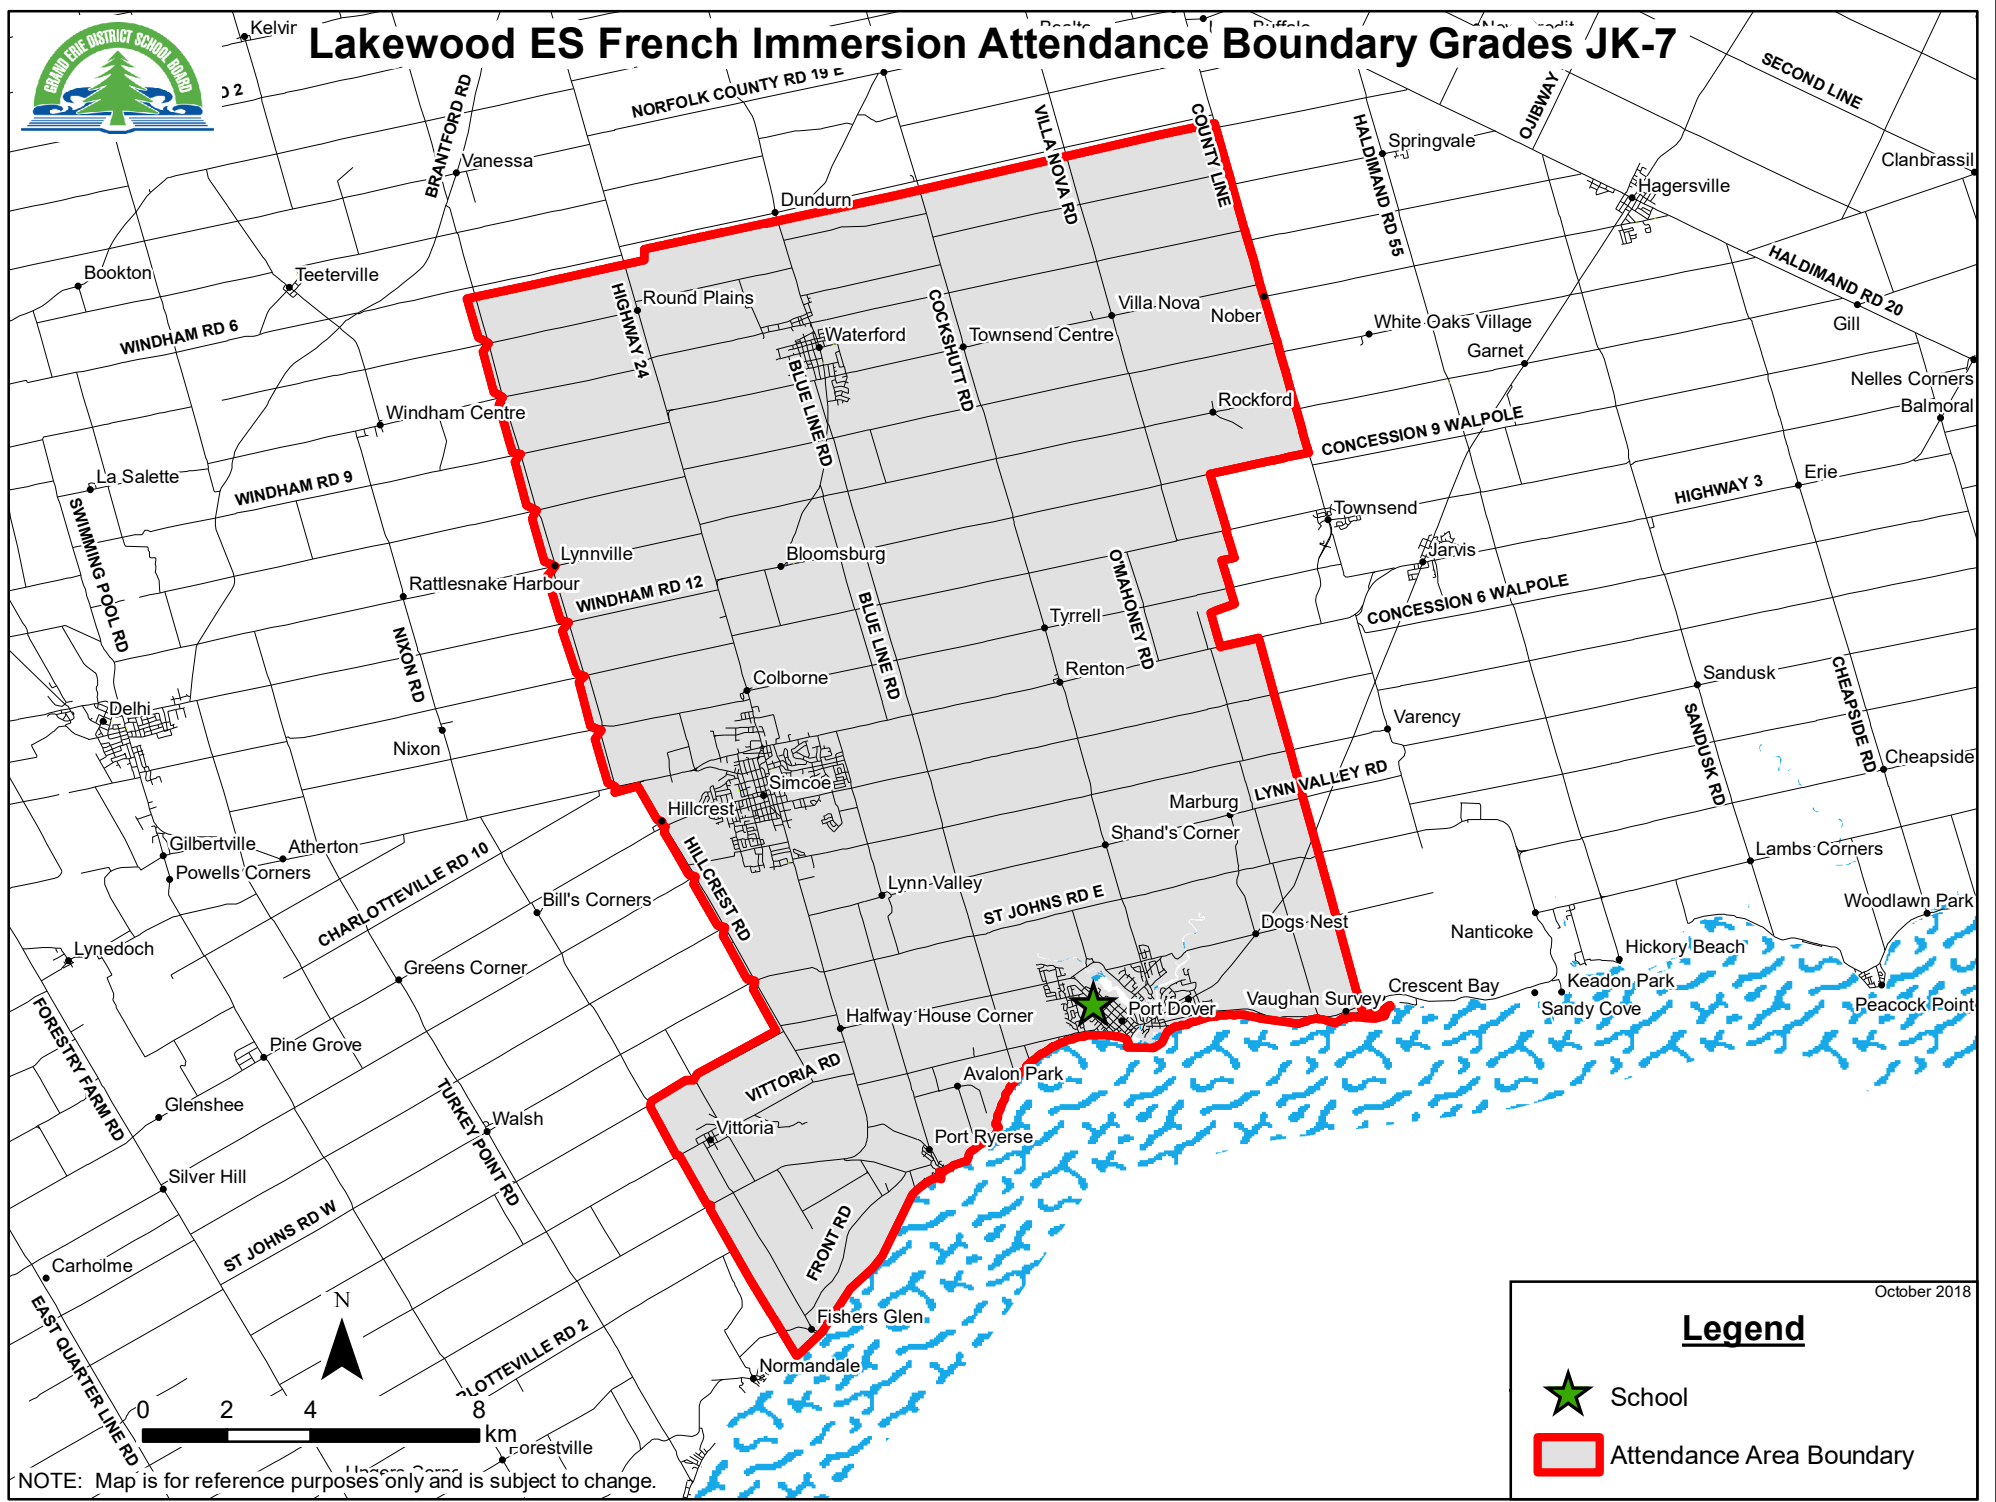 Lakewood ES French Immersion Attendance Boundary Grades JK-7
GRAND ERIE DISTRICT SCHOOL BOARD
NORFOLK COUNTY RD 19 E
SECOND LINE
OJIBWAY
BRANTFORD RD
VILLA NOVA RD
COUNTY LINE
HALDIMAND RD 55
Springvale
Vanessa
Clanbrassil
Hagersville
Dundurn
HALDIMAND RD 20
Bookton
Teeterville
Round Plains
Villa Nova
Nober
WINDHAM RD 6
HIGHWAY 24
Waterford
COCKSHUTT RD
Townsend Centre
White Oaks Village
Gill
Garnet
Nelles Corners
Balmoral
BLUE LINE RD
Windham Centre
Rockford
CONCESSION 9 WALPOLE
La Salette
WINDHAM RD 9
HIGHWAY 3
Erie
Townsend
SWIMMING POOL RD
Lynnville
Bloomsburg
Jarvis
Rattlesnake Harbour
WINDHAM RD 12
O'MAHONEY RD
CONCESSION 6 WALPOLE
BLUE LINE RD
Tyrrell
NIXON RD
Renton
Sandusk
Colborne
CHEAPSIDE RD
Delhi
Varency
SANDUSK RD
Nixon
Cheapside
Simcoe
LYNN VALLEY RD
Hillcrest
Marburg
Shand's Corner
Gilbertville
Atherton
HILLCREST RD
Lambs Corners
Powells Corners
CHARLOTTEVILLE RD 10
Bill's Corners
Lynn Valley
ST JOHNS RD E
Woodlawn Park
Dogs Nest
Nanticoke
Lynedoch
Hickory Beach
Greens Corner
Keadon Park
Crescent Bay
Vaughan Survey
Port Dover
Sandy Cove
Peacock Point
Halfway House Corner
FORESTRY FARM RD
Pine Grove
VITTORIA RD
Avalon Park
Glenshee
TURKEY POINT RD
Walsh
Vittoria
Port Ryerse
Silver Hill
ST JOHNS RD W
FRONT RD
Carholme
EAST QUARTER LINE RD
N
Fishers Glen
Normandale
LOTTEVILLE RD 2
0 2 4 8
km
Forestville
NOTE: Map is for reference purposes only and is subject to change.
October 2018
Legend
School
Attendance Area Boundary